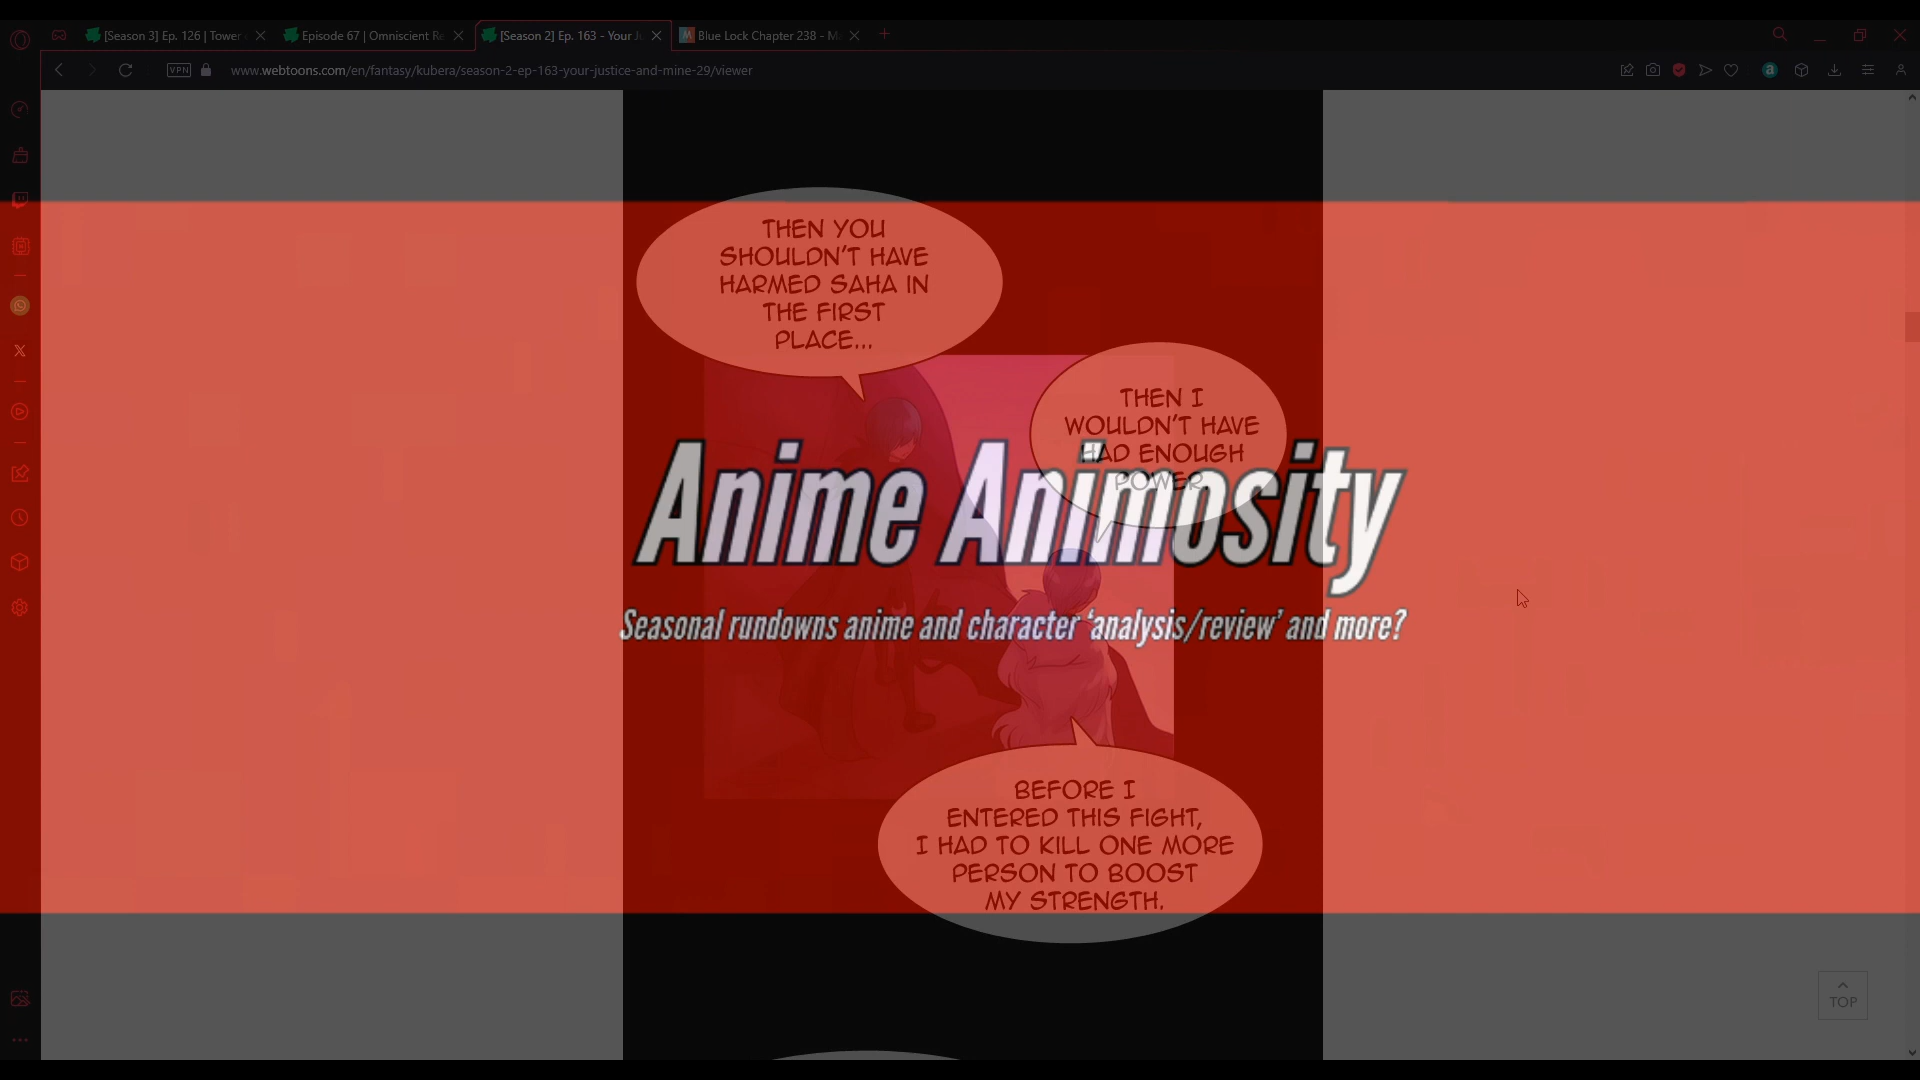 [Season 3] Ep. 126 | Tower
Episode 67 | Omniscient Re
[Season 2] Ep. 163 - Your J
Blue Lock Chapter 238 - M
VPN
www.webtoons.com/en/fantasy/kubera/season-2-ep-163-your-justice-and-mine-29/viewer
THEN YOU
SHOULDN'T HAVE
HARMED SAHA IN
THE FIRST
PLACE...
THEN I
WOULDN'T HAVE
HAD ENOUGH
POWER.
Anime Animosity
Seasonal rundowns anime and character 'analysis/review' and more?
BEFORE I
ENTERED THIS FIGHT,
I HAD TO KILL ONE MORE
PERSON TO BOOST
MY STRENGTH.
TOP